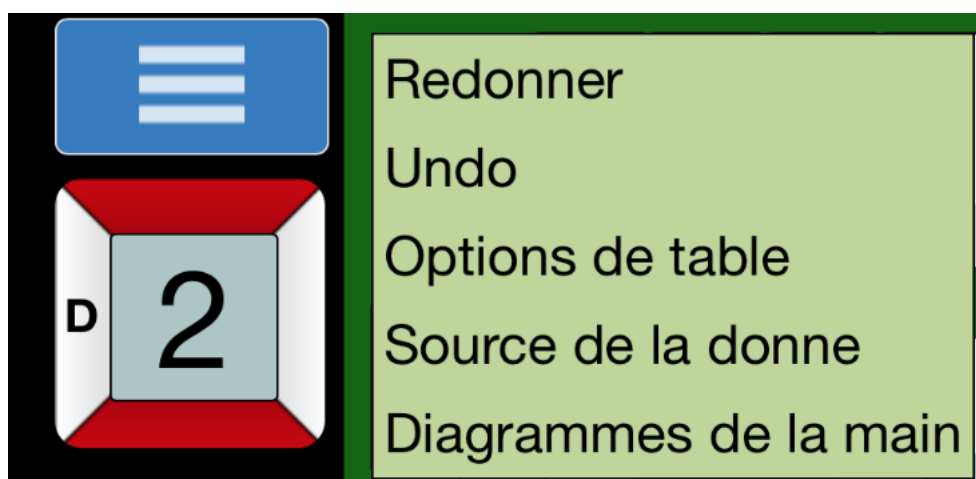 Redonner
Undo
D 2
Options de table
Source de la donne
Diagrammes de la main